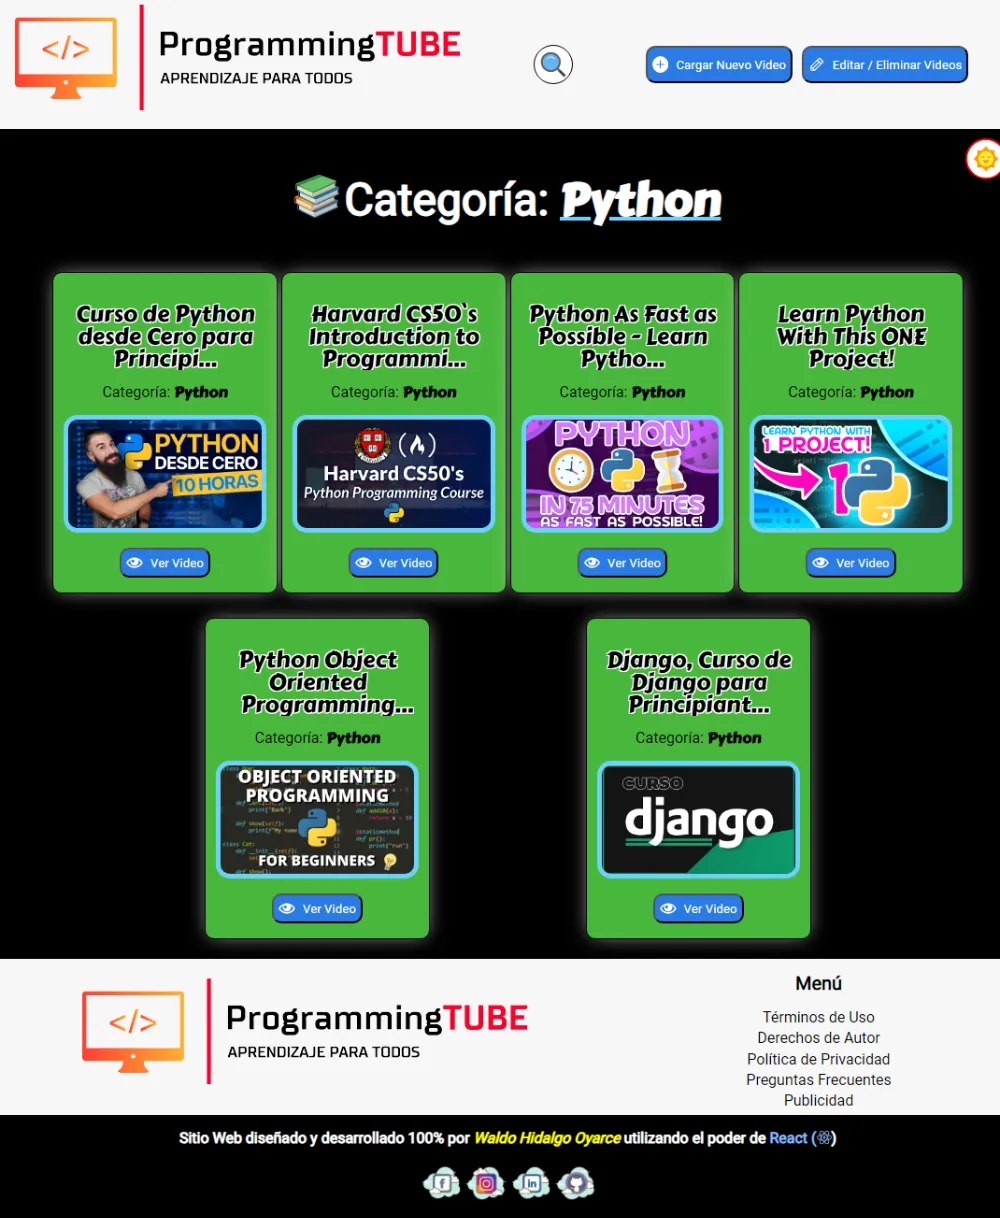 </>
ProgrammingTUBE
APRENDIZAJE PARA TODOS
Cargar Nuevo Video
Editar / Eliminar Videos
Categoría: Python
Curso de Python
desde Cero para
Principi...
Categoría: Python
PYTHON
DESDE CERO
10 HORAS
Ver Video
Harvard CS50`s
Introduction to
Programmi...
Categoría: Python
Harvard CS50's
Python Programming Course
Ver Video
Python As Fast as
Possible - Learn
Pytho...
Categoría: Python
PYTHON
IN 75 MINUTES
AS FAST AS POSSIBLE!
Ver Video
Learn Python
With This ONE
Project!
Categoría: Python
LEARN PYTHON WITH
1 PROJECT!
1
Ver Video
Python Object
Oriented
Programming...
Categoría: Python
OBJECT ORIENTED
PROGRAMMING
FOR BEGINNERS
Ver Video
Django, Curso de
Django para
Principiant...
Categoría: Python
CURSO
django
Ver Video
</>
ProgrammingTUBE
APRENDIZAJE PARA TODOS
Menú
Términos de Uso
Derechos de Autor
Política de Privacidad
Preguntas Frecuentes
Publicidad
Sitio Web diseñado y desarrollado 100% por Waldo Hidalgo Oyarce utilizando el poder de React (⚛)